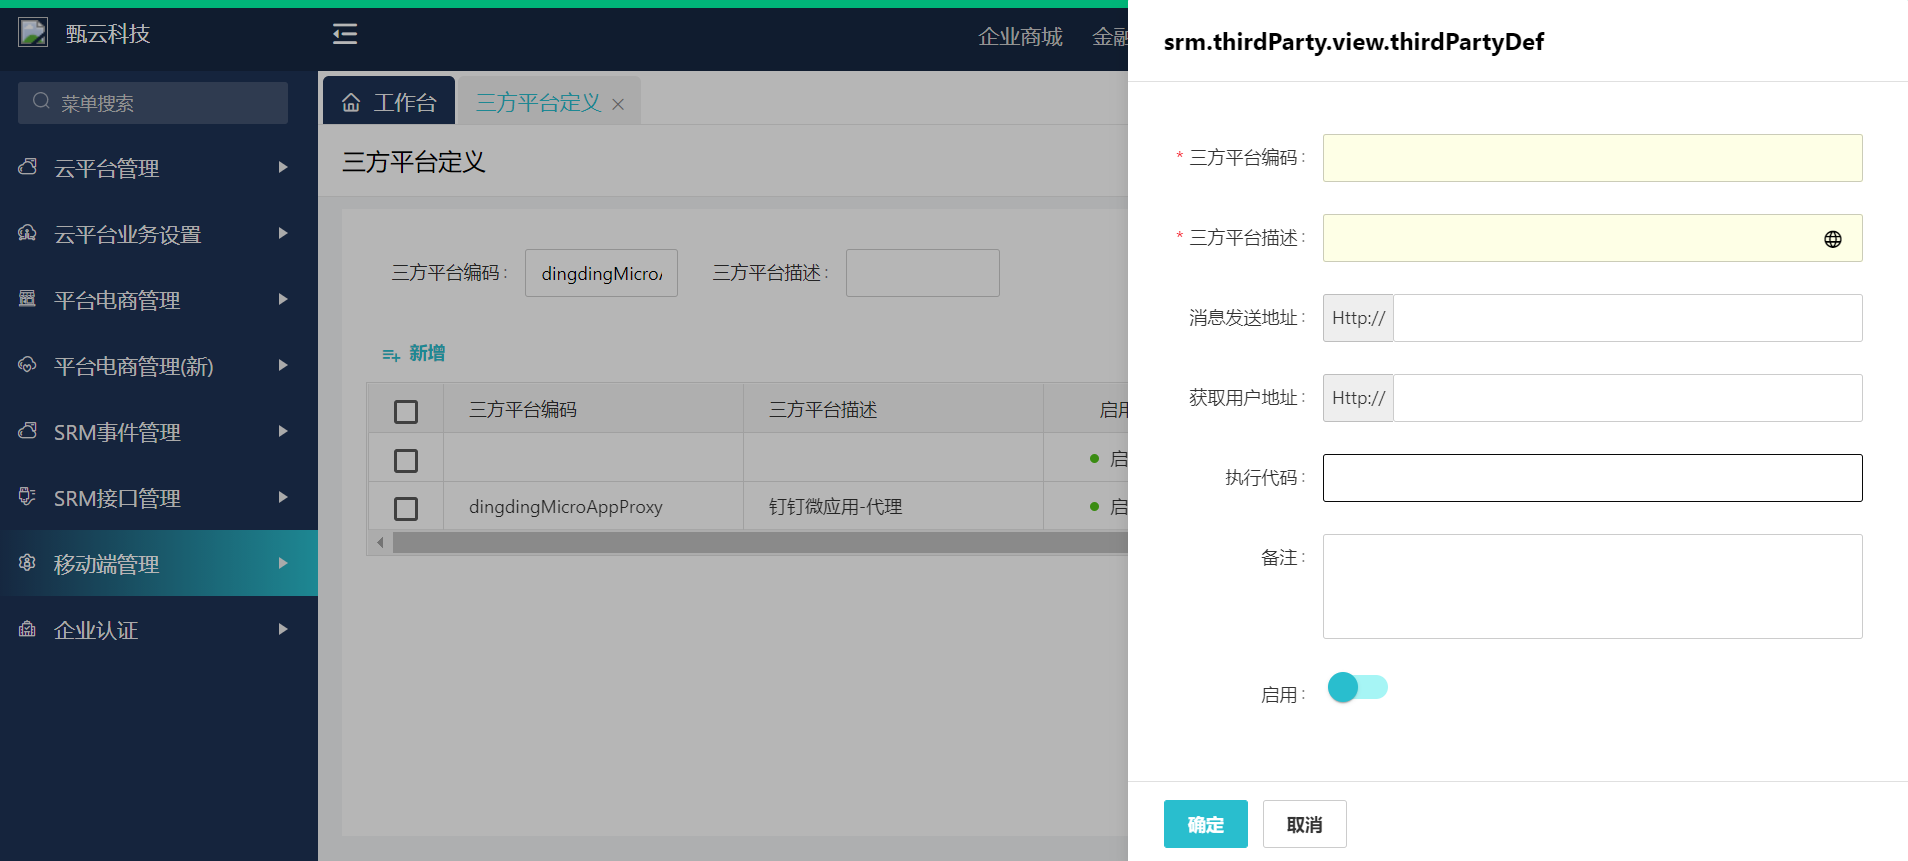 甄云科技
企业商城
菜单搜索
云平台管理
云平台业务设置
平台电商管理
平台电商管理(新)
SRM事件管理
SRM接口管理
移动端管理
企业认证
工作台
三方平台定义
三方平台定义
三方平台编码:
dingdingMicro
三方平台描述:
新增
三方平台编码
三方平台描述
启用
启
dingdingMicroAppProxy
钉钉微应用-代理
启
srm.thirdParty.view.thirdPartyDef
* 三方平台编码:
* 三方平台描述:
消息发送地址:
Http://
获取用户地址:
Http://
执行代码:
备注:
启用:
确定
取消